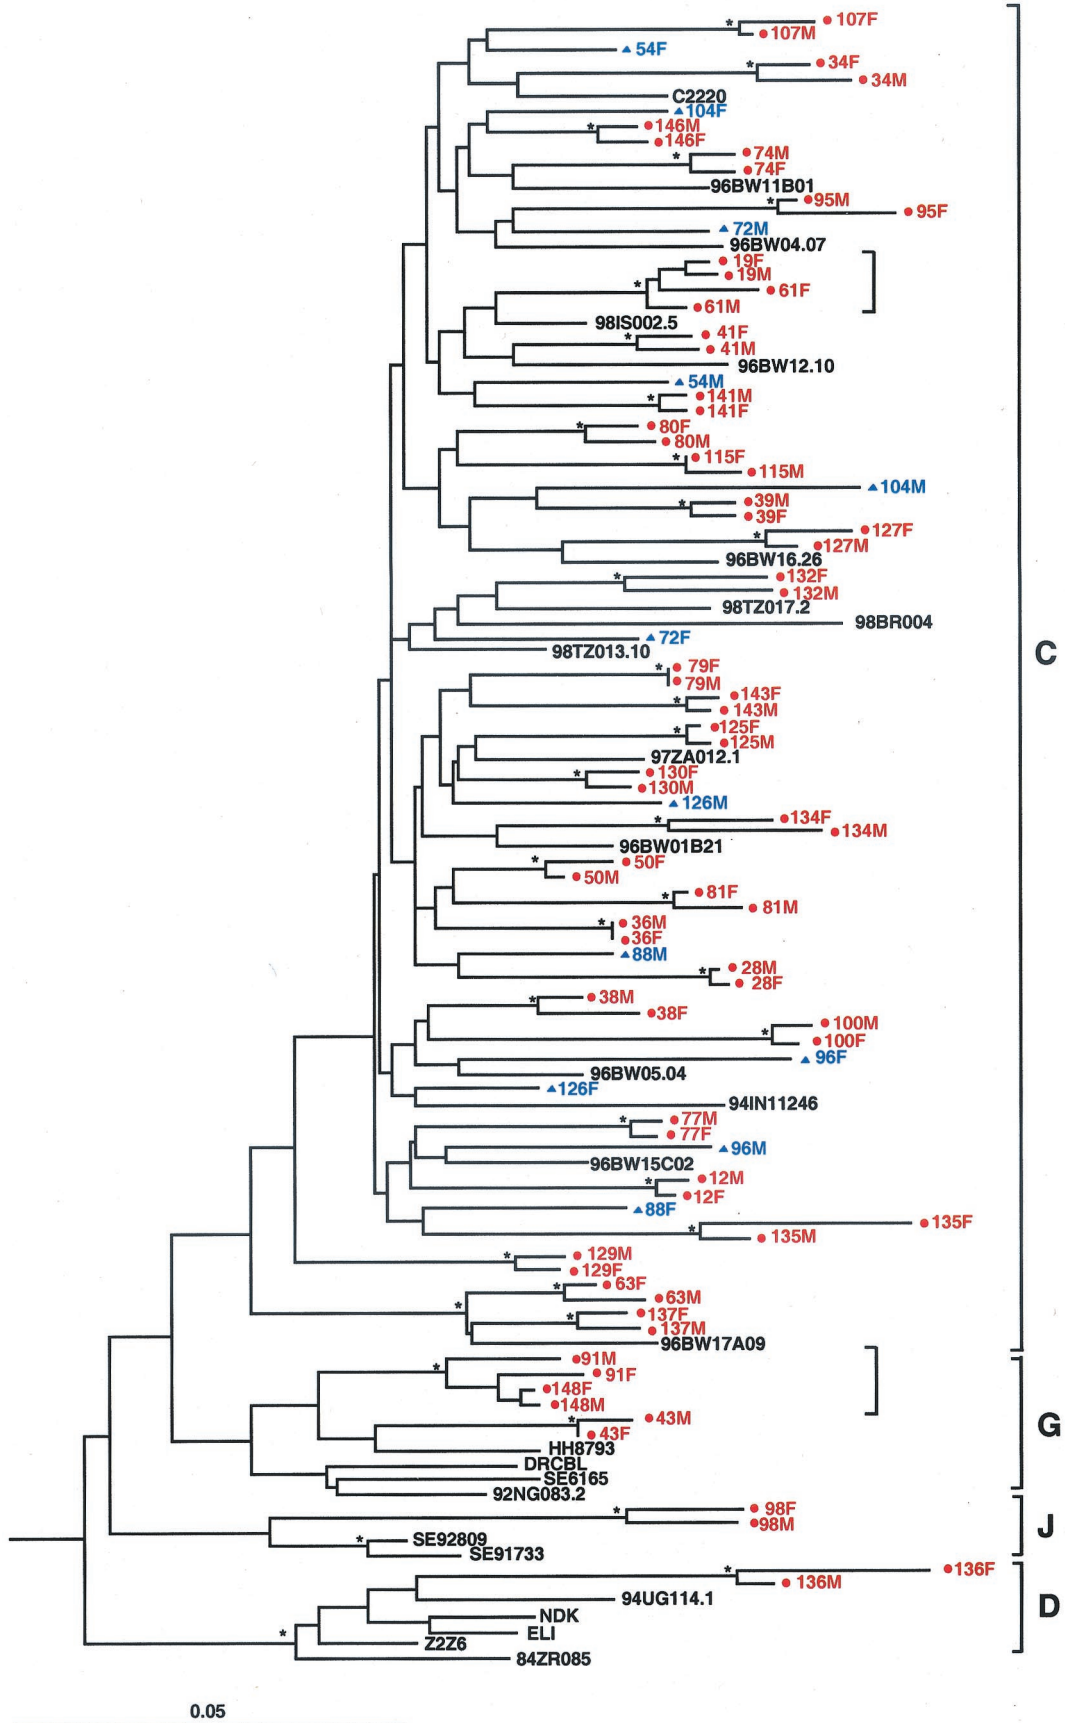 * 107F
107M
54F
* 34F
34M
C2220
104F
* 146M
146F
* 74M
74F
96BW11B01
* 95M
95F
72M
96BW04.07
19F
19M
* 61F
61M
98IS002.5
* 41F
41M
96BW12.10
54M
* 141M
141F
* 80F
80M
* 115F
115M
104M
* 39M
39F
* 127F
127M
96BW16.26
* 132F
132M
98TZ017.2
98BR004
72F
98TZ013.10
C
* 79F
79M
* 143F
143M
* 125F
125M
97ZA012.1
* 130F
130M
126M
* 134F
134M
96BW01B21
* 50F
50M
* 81F
81M
* 36M
36F
88M
* 28M
28F
* 38M
38F
* 100M
100F
96F
96BW05.04
126F
94IN11246
* 77M
77F
96M
96BW15C02
* 12M
12F
88F
* 135F
135M
* 129M
129F
* 63F
63M
* * 137F
137M
96BW17A09
* 91M
91F
148F
148M
* 43M
G
43F
HH8793
DRCBL
SE6165
92NG083.2
* 98F
98M
J
* SE92809
SE91733
* 136F
136M
94UG114.1
D
NDK
* ELI
Z2Z6
84ZR085
0.05